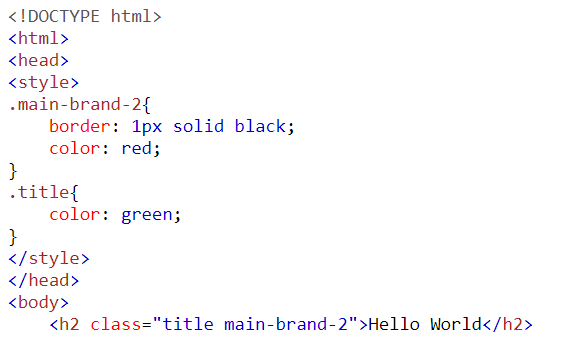 <!DOCTYPE html>
<html>
<head>
<style>
.main-brand-2{
    border: 1px solid black;
    color: red;
}
.title{
    color: green;
}
</style>
</head>
<body>
    <h2 class="title main-brand-2">Hello World</h2>